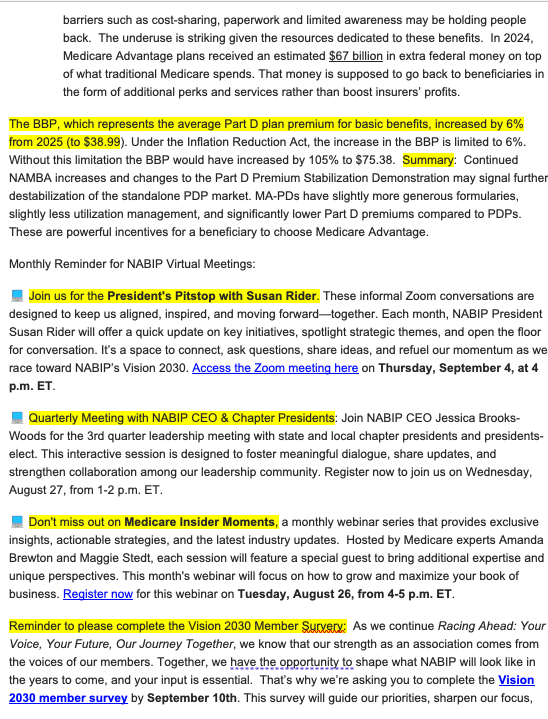 barriers such as cost-sharing, paperwork and limited awareness may be holding people
back.  The underuse is striking given the resources dedicated to these benefits.  In 2024,
Medicare Advantage plans received an estimated $67 billion in extra federal money on top
of what traditional Medicare spends. That money is supposed to go back to beneficiaries in
the form of additional perks and services rather than boost insurers' profits.
The BBP, which represents the average Part D plan premium for basic benefits, increased by 6%
from 2025 (to $38.99). Under the Inflation Reduction Act, the increase in the BBP is limited to 6%.
Without this limitation the BBP would have increased by 105% to $75.38.  Summary:  Continued
NAMBA increases and changes to the Part D Premium Stabilization Demonstration may signal further
destabilization of the standalone PDP market. MA-PDs have slightly more generous formularies,
slightly less utilization management, and significantly lower Part D premiums compared to PDPs.
These are powerful incentives for a beneficiary to choose Medicare Advantage.
Monthly Reminder for NABIP Virtual Meetings:
Join us for the President's Pitstop with Susan Rider. These informal Zoom conversations are
designed to keep us aligned, inspired, and moving forward—together. Each month, NABIP President
Susan Rider will offer a quick update on key initiatives, spotlight strategic themes, and open the floor
for conversation. It's a space to connect, ask questions, share ideas, and refuel our momentum as we
race toward NABIP's Vision 2030. Access the Zoom meeting here on Thursday, September 4, at 4
p.m. ET.
Quarterly Meeting with NABIP CEO & Chapter Presidents: Join NABIP CEO Jessica Brooks-
Woods for the 3rd quarter leadership meeting with state and local chapter presidents and presidents-
elect. This interactive session is designed to foster meaningful dialogue, share updates, and
strengthen collaboration among our leadership community. Register now to join us on Wednesday,
August 27, from 1-2 p.m. ET.
Don't miss out on Medicare Insider Moments, a monthly webinar series that provides exclusive
insights, actionable strategies, and the latest industry updates.  Hosted by Medicare experts Amanda
Brewton and Maggie Stedt, each session will feature a special guest to bring additional expertise and
unique perspectives. This month's webinar will focus on how to grow and maximize your book of
business. Register now for this webinar on Tuesday, August 26, from 4-5 p.m. ET.
Reminder to please complete the Vision 2030 Member Survery:  As we continue Racing Ahead: Your
Voice, Your Future, Our Journey Together, we know that our strength as an association comes from
the voices of our members. Together, we have the opportunity to shape what NABIP will look like in
the years to come, and your input is essential.  That's why we're asking you to complete the Vision
2030 member survey by September 10th. This survey will guide our priorities, sharpen our focus,